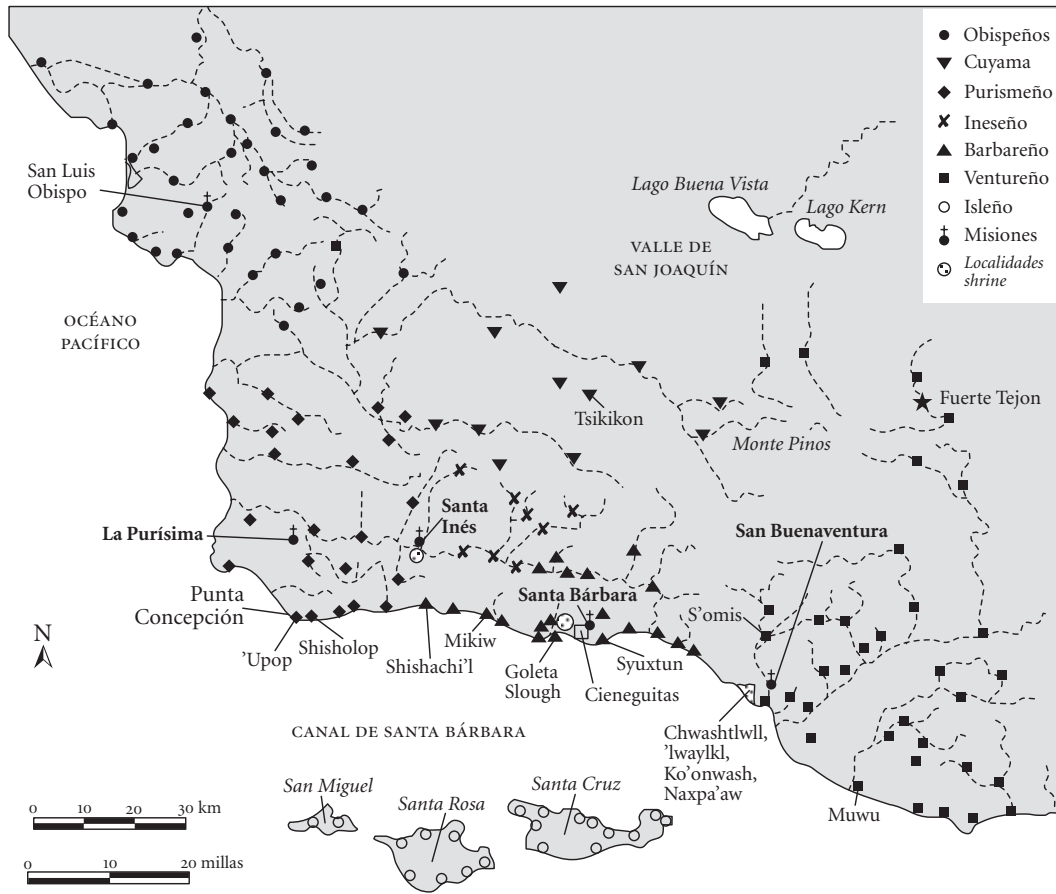 Obispeños
Cuyama
Purismeño
Ineseño
Barbareño
Ventureño
Isleño
Misiones
Localidades
shrine
San Luis
Obispo
Lago Buena Vista
Lago Kern
VALLE DE
SAN JOAQUÍN
OCÉANO
PACÍFICO
Tsikikon
Fuerte Tejon
Monte Pinos
Santa
Inés
La Purísima
San Buenaventura
Punta
Concepción
Santa Bárbara
S'omis
N
'Upop
Shisholop
Shishachi'l
Mikiw
Goleta
Slough
Cieneguitas
Syuxtun
Chwashtlwll,
'lwaylkl,
Ko'onwash,
Naxpa'aw
Muwu
CANAL DE SANTA BÁRBARA
San Miguel
Santa Rosa
Santa Cruz
0 10 20 30 km
0 10 20 millas